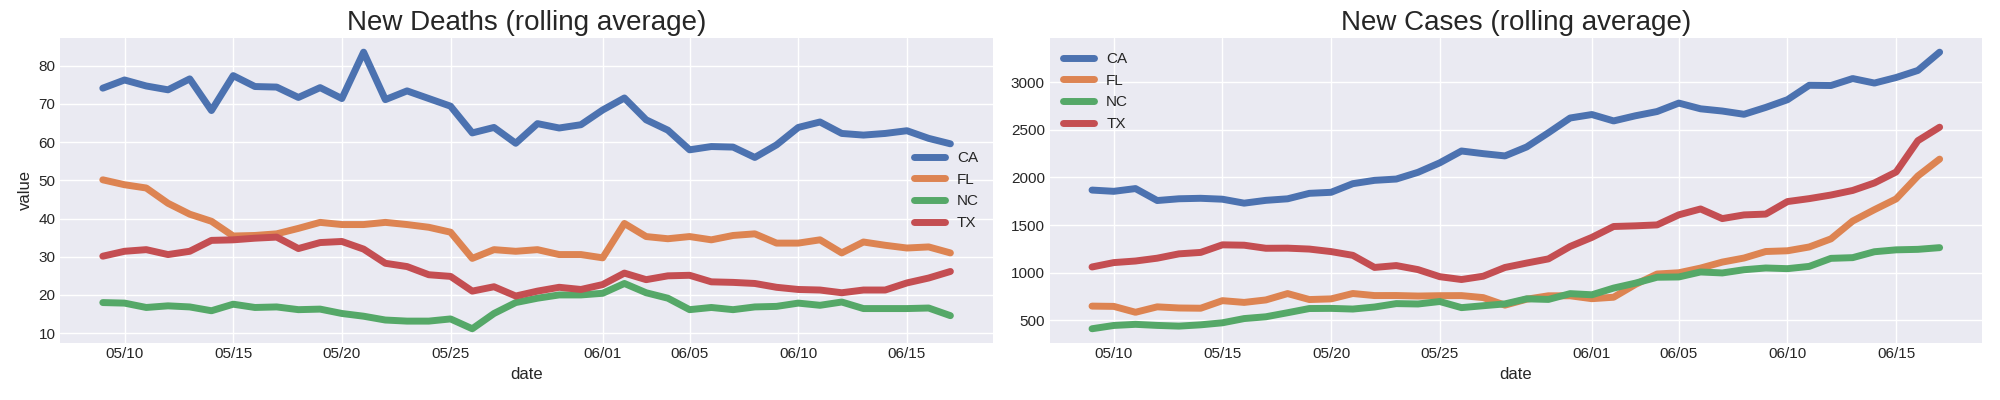 New Deaths (rolling average)
value
80
70
60
50
40
30
20
10
CA
FL
NC
TX
05/10 05/15 05/20 05/25 06/01 06/05 06/10 06/15
date
New Cases (rolling average)
CA
FL
NC
TX
3000
2500
2000
1500
1000
500
05/10 05/15 05/20 05/25 06/01 06/05 06/10 06/15
date